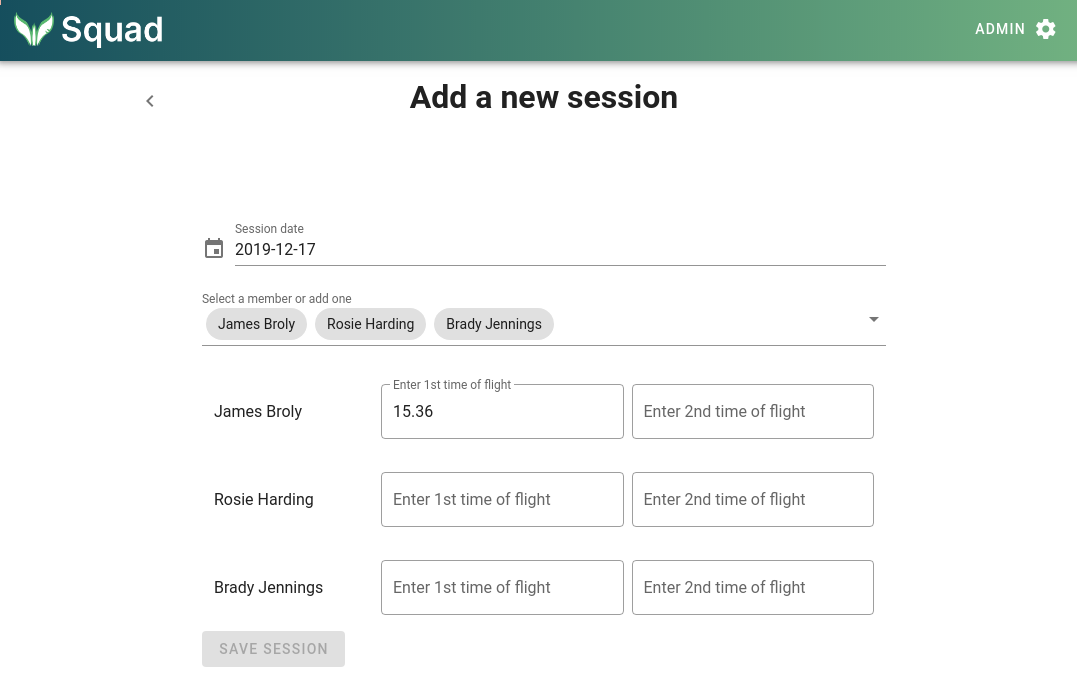 Squad
ADMIN
Add a new session
Session date
2019-12-17
Select a member or add one
James Broly Rosie Harding Brady Jennings
Enter 1st time of flight
James Broly 15.36 Enter 2nd time of flight
Rosie Harding Enter 1st time of flight Enter 2nd time of flight
Brady Jennings Enter 1st time of flight Enter 2nd time of flight
SAVE SESSION